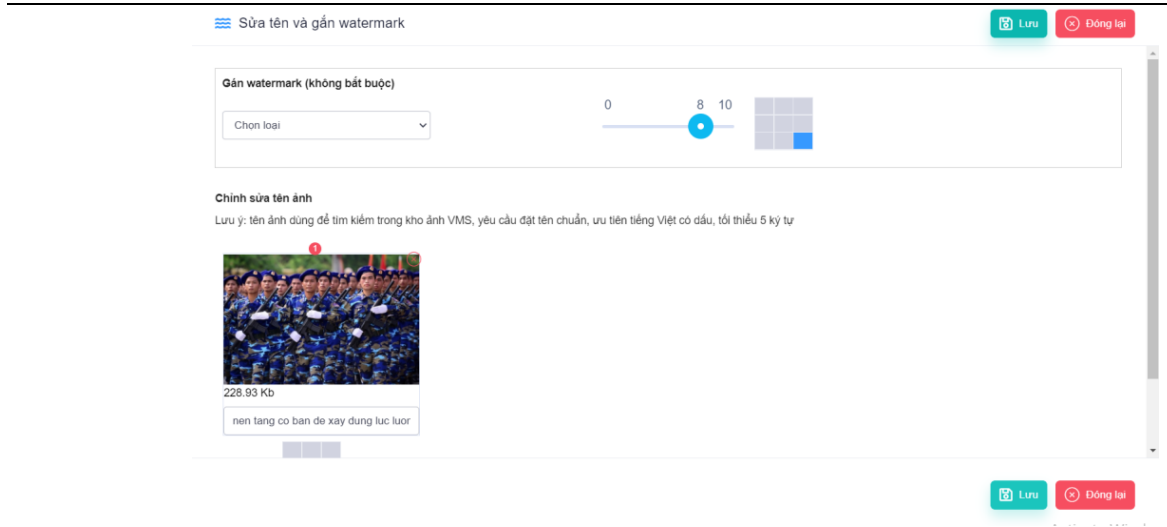 Sửa tên và gắn watermark
Lưu
Đóng lại
Gán watermark (không bắt buộc)
Chọn loại
0 8 10
Chỉnh sửa tên ảnh
Lưu ý: tên ảnh dùng để tìm kiếm trong kho ảnh VMS, yêu cầu đặt tên chuẩn, ưu tiên tiếng Việt có dấu, tối thiểu 5 ký tự
1
228.93 Kb
nen tang co ban de xay dung luc luor
Lưu
Đóng lại